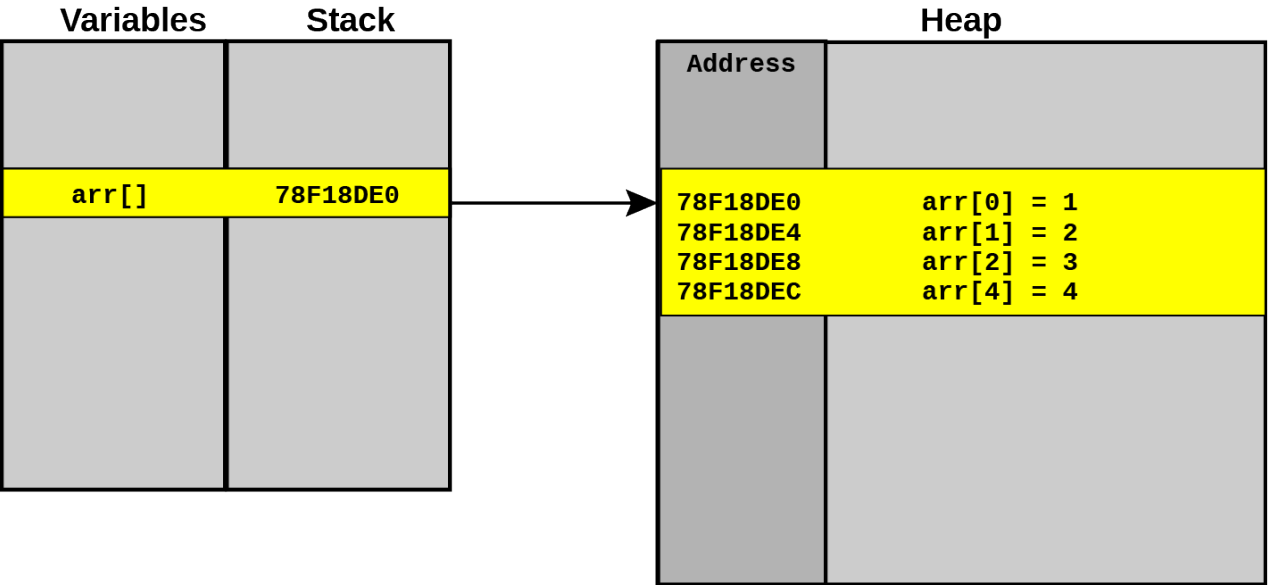 Variables Stack Heap
Address
arr[] 78F18DE0
78F18DE0 arr[0] = 1
78F18DE4 arr[1] = 2
78F18DE8 arr[2] = 3
78F18DEC arr[4] = 4